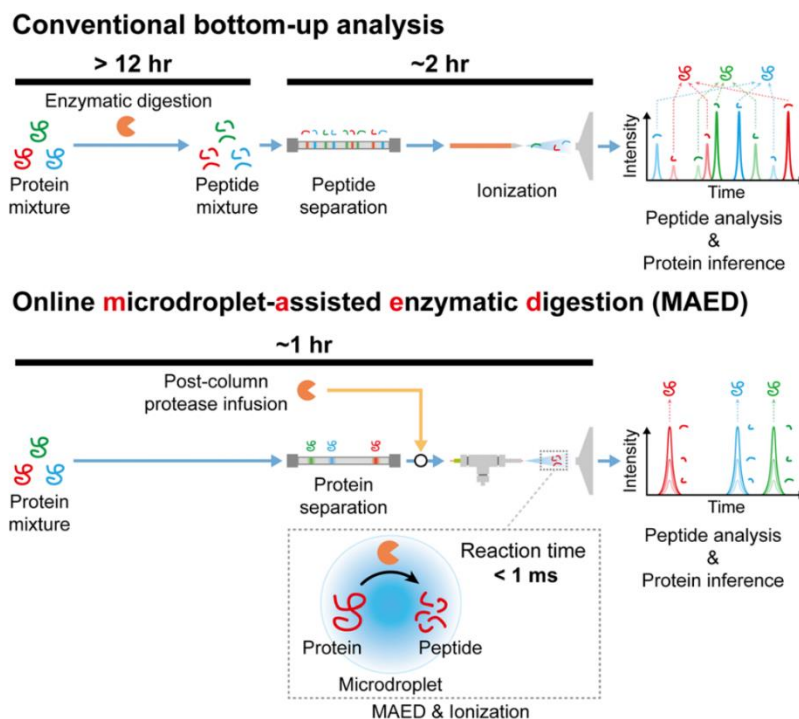 Conventional bottom-up analysis
> 12 hr
~2 hr
Enzymatic digestion
Protein
mixture
Peptide
mixture
Peptide
separation
Ionization
Intensity
Time
Peptide analysis
&
Protein inference
Online microdroplet-assisted enzymatic digestion (MAED)
~1 hr
Post-column
protease infusion
Protein
mixture
Protein
separation
Intensity
Time
Peptide analysis
&
Protein inference
Reaction time
< 1 ms
Protein
Peptide
Microdroplet
MAED & Ionization